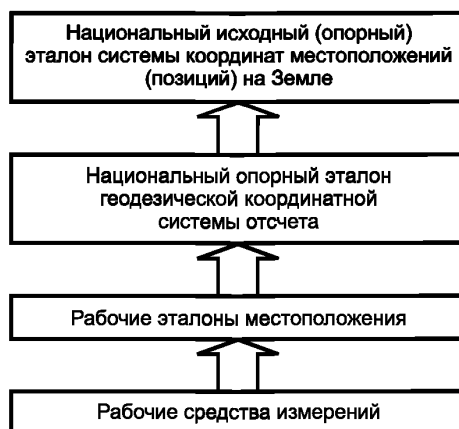 Национальный исходный (опорный)
эталон системы координат местоположений
(позиций) на Земле
Национальный опорный эталон
геодезической координатной
системы отсчета
Рабочие эталоны местоположения
Рабочие средства измерений